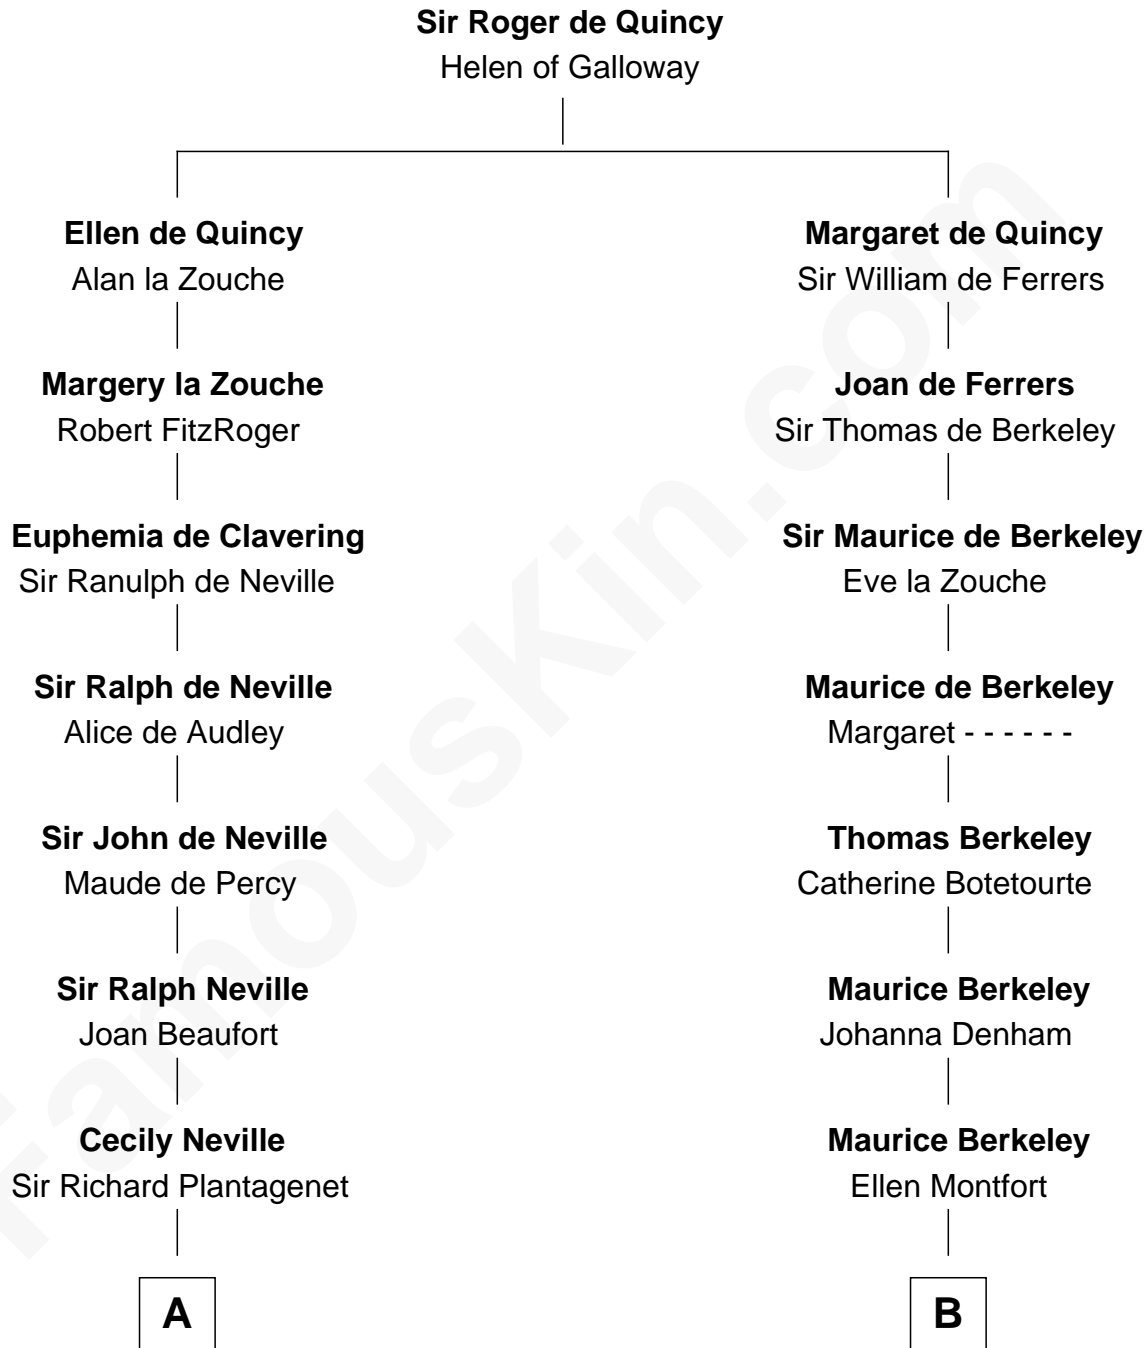 Sir Roger de Quincy
Helen of Galloway
Ellen de Quincy
Alan la Zouche
Margaret de Quincy
Sir William de Ferrers
Margery la Zouche
Robert FitzRoger
Joan de Ferrers
Sir Thomas de Berkeley
Euphemia de Clavering
Sir Ranulph de Neville
Sir Maurice de Berkeley
Eve la Zouche
Sir Ralph de Neville
Alice de Audley
Maurice de Berkeley
Margaret - - - - - -
Sir John de Neville
Maude de Percy
Thomas Berkeley
Catherine Botetourte
Sir Ralph Neville
Joan Beaufort
Maurice Berkeley
Johanna Denham
Cecily Neville
Sir Richard Plantagenet
Maurice Berkeley
Ellen Montfort
A
B
FamousKin.com